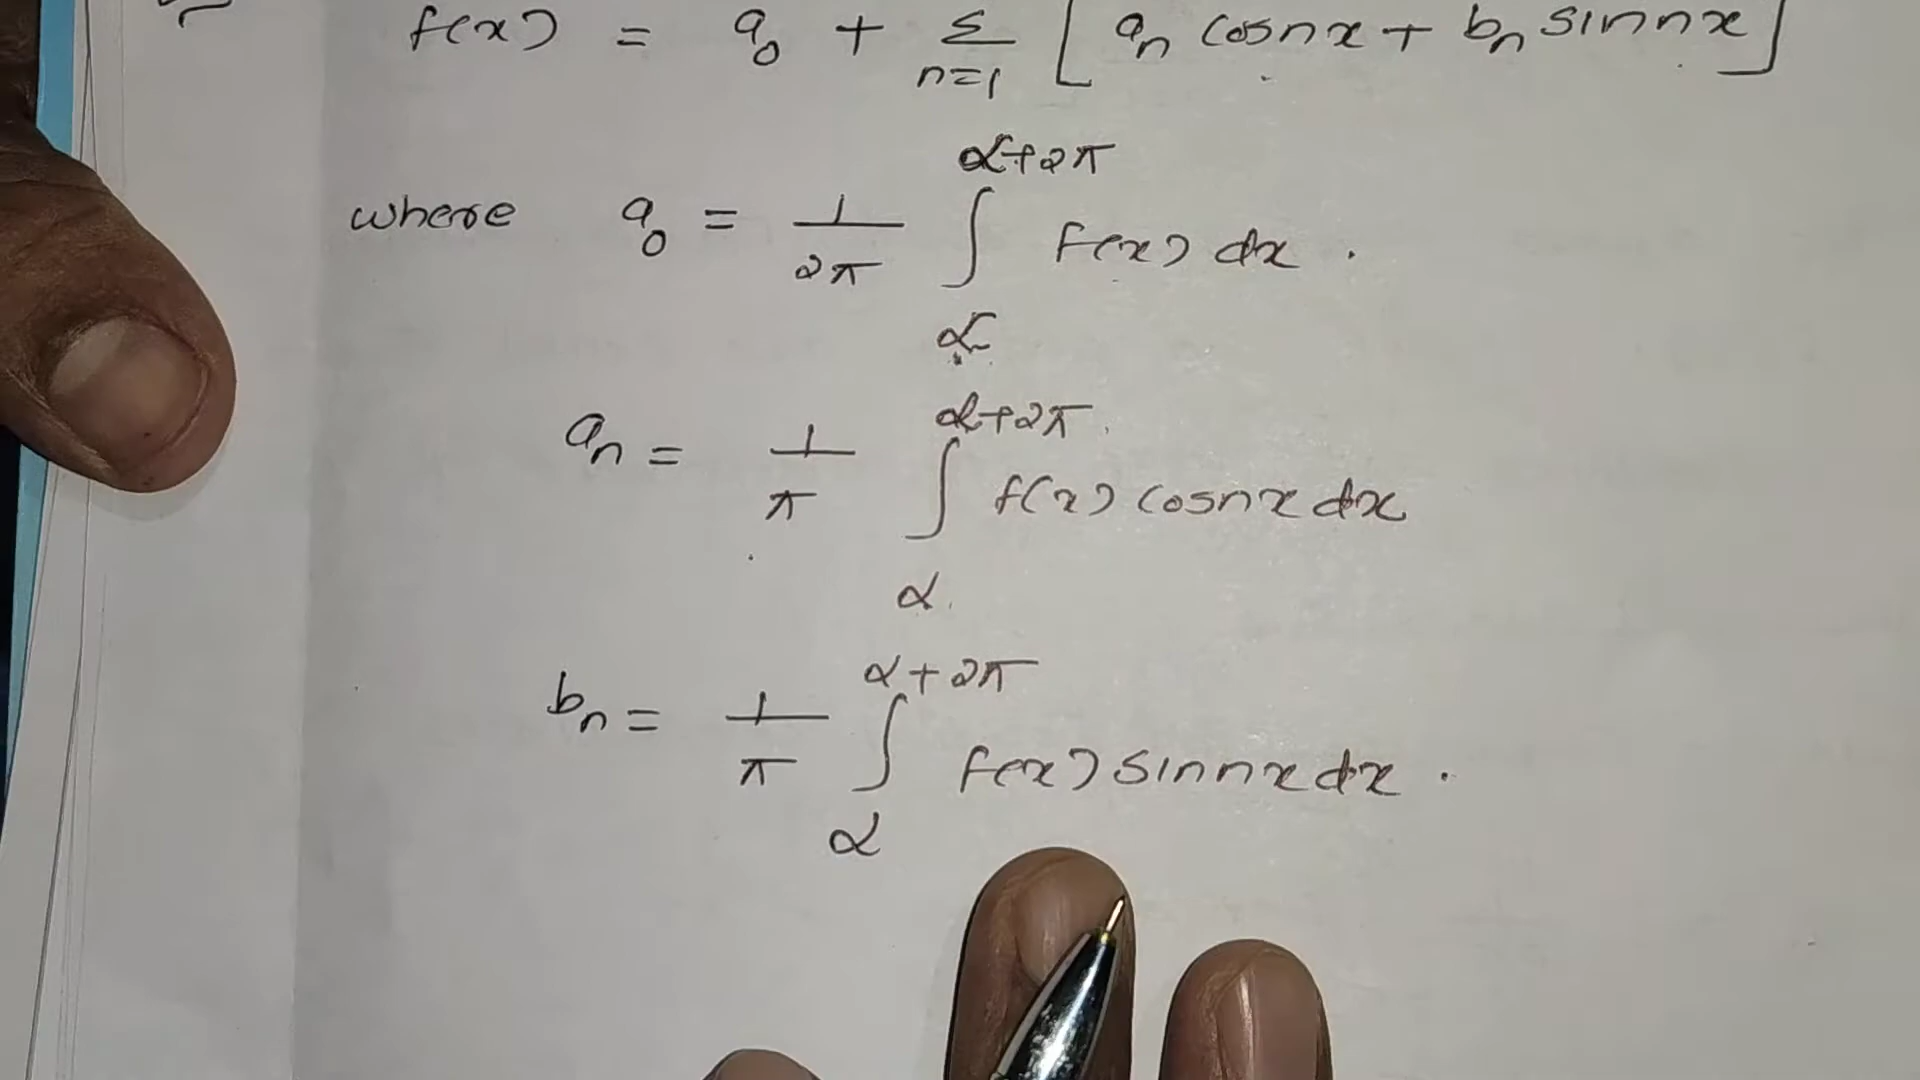 f(x) = a₀ + Σ n=1 [ aₙ cosnx + bₙ sinnx ]
where a₀ = 1/2π ∫ α α+2π f(x) dx .
aₙ = 1/π ∫ α α+2π f(x) cosnx dx
bₙ = 1/π ∫ α α+2π f(x) sinnx dx .